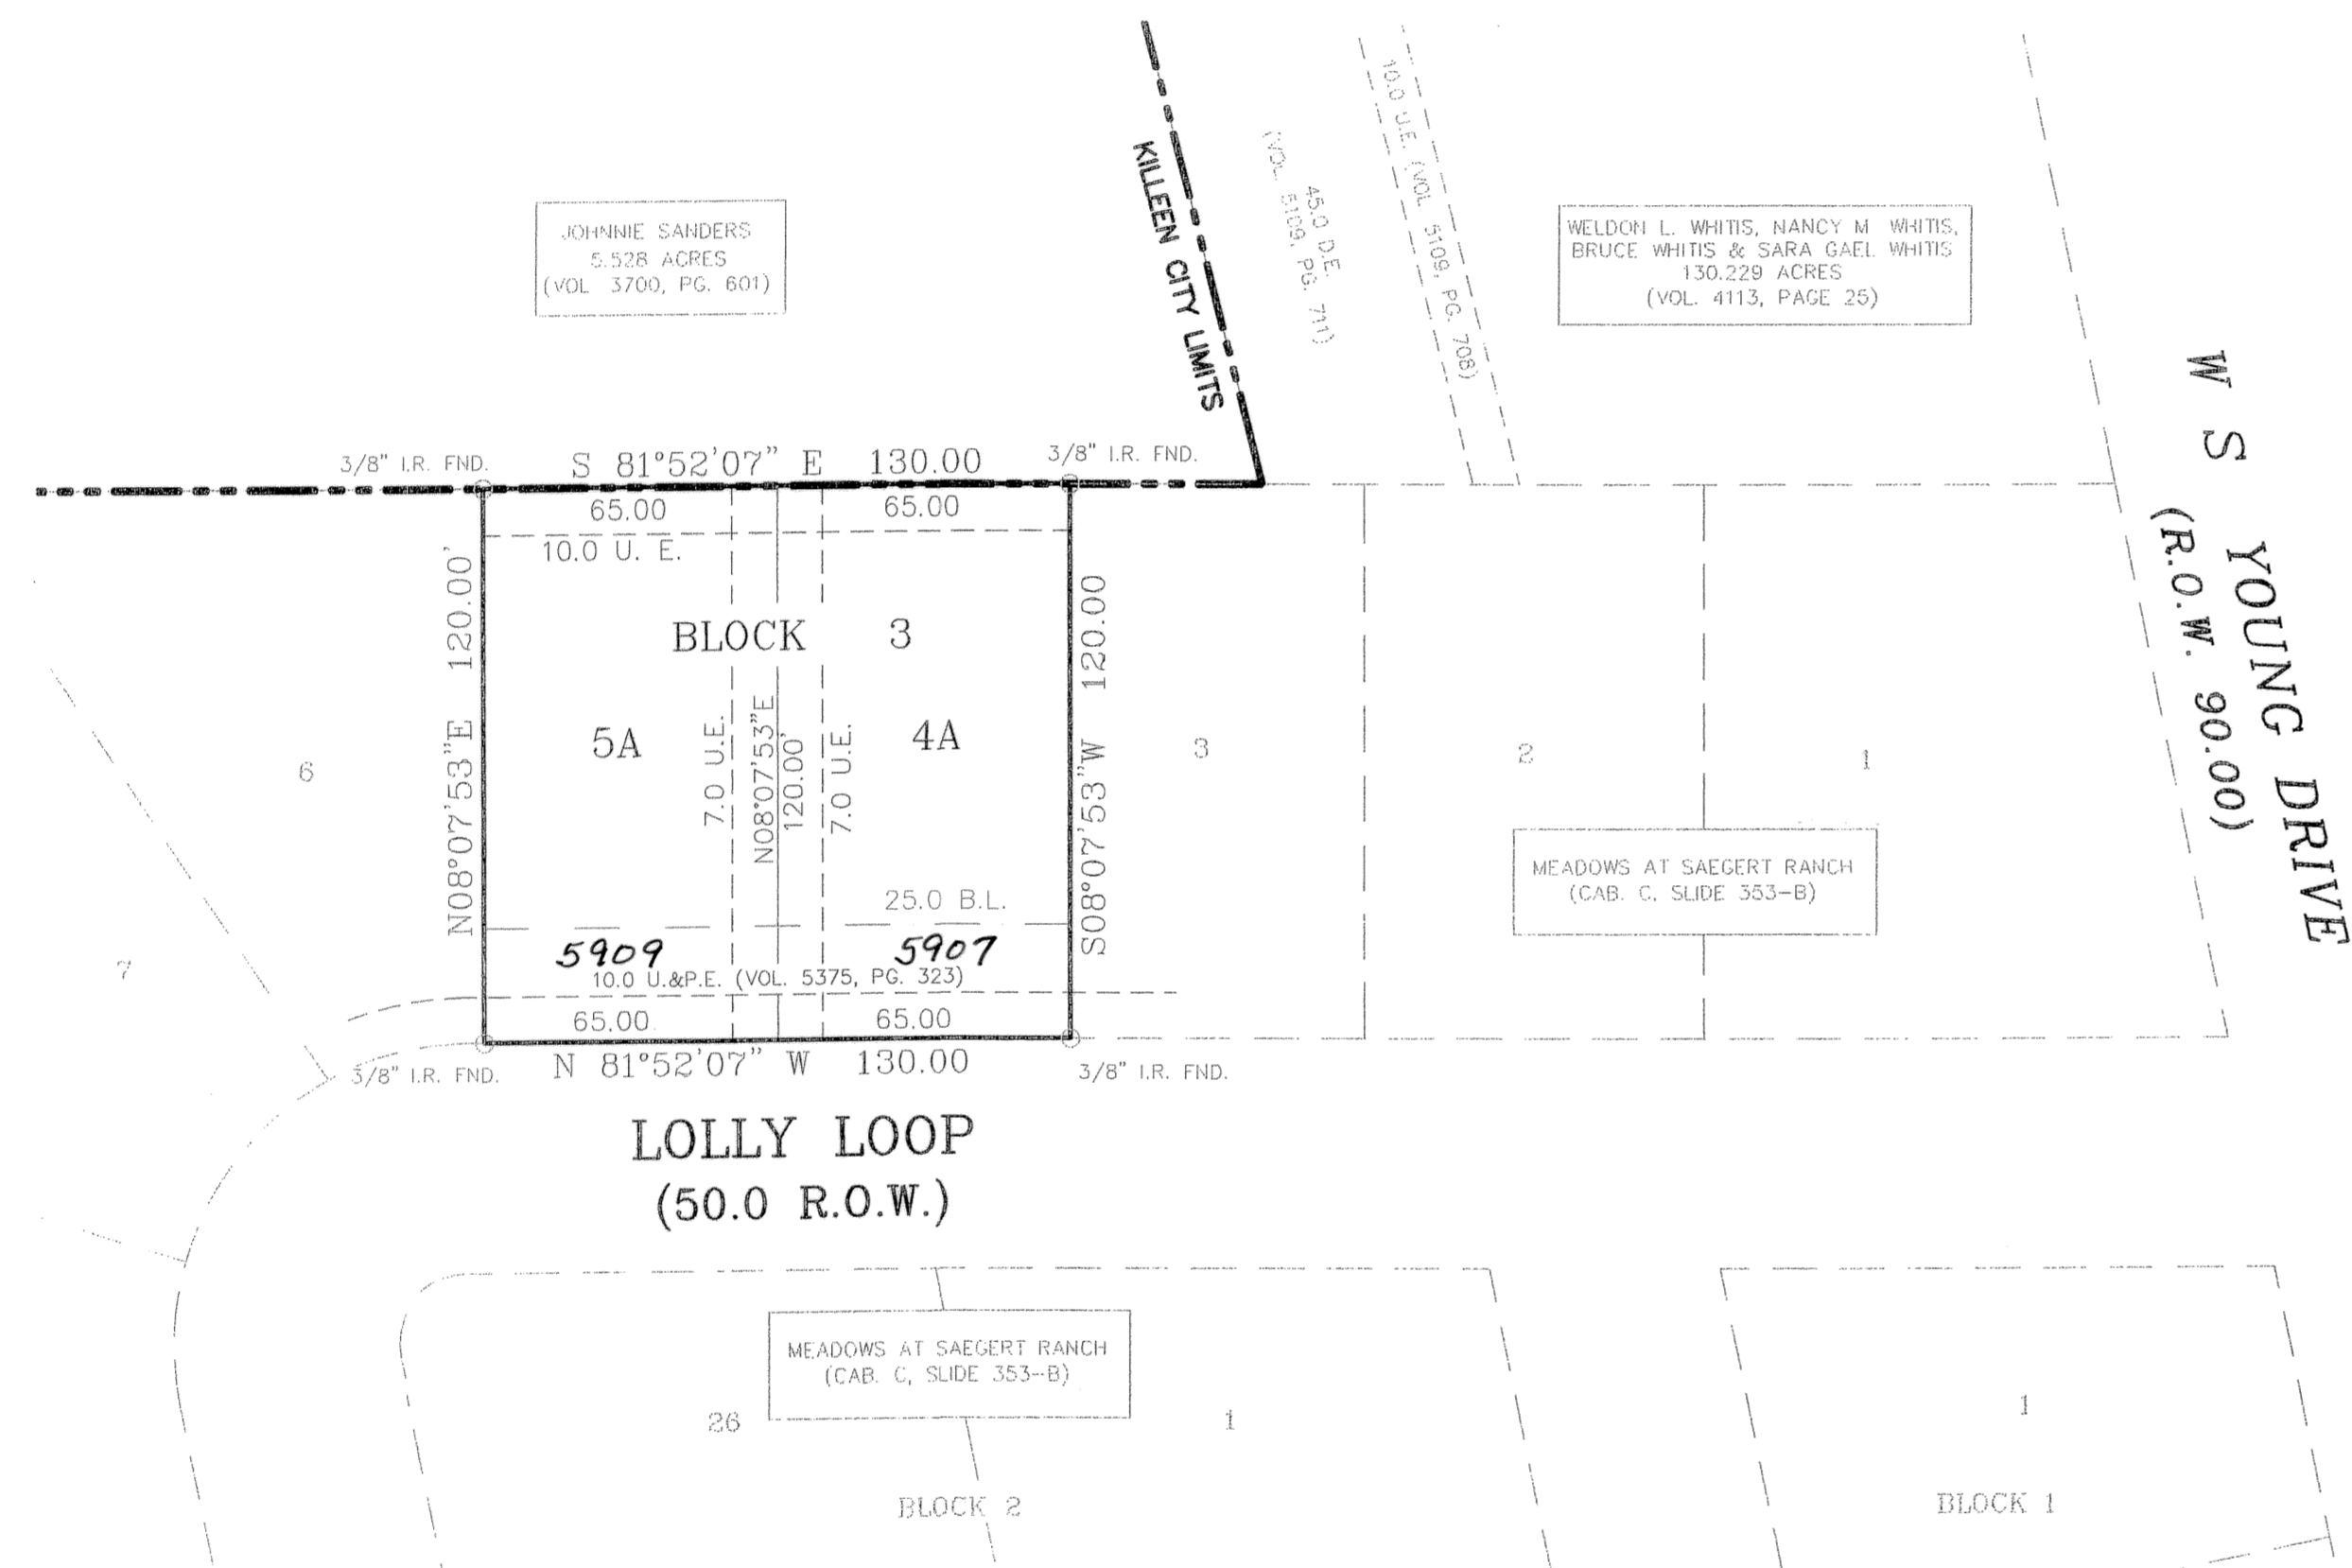 KILLEEN CITY LIMITS
45.0 D.E.
(VOL. 5109, PG. 711)
10.0 U.E. (VOL. 5109, PG. 708)
JOHNNIE SANDERS
5.528 ACRES
(VOL 3700, PG. 601)
WELDON L. WHITIS, NANCY M WHITIS,
BRUCE WHITIS & SARA GAEL WHITIS
130.229 ACRES
(VOL. 4113, PAGE 25)
W S YOUNG DRIVE
(R.O.W. 90.00)
3/8" I.R. FND.
S 81°52'07" E 130.00
3/8" I.R. FND.
65.00
65.00
10.0 U. E.
N08°07'53"E 120.00'
BLOCK 3
S08°07'53"W 120.00
5A
7.0 U.E.
N08°07'53"E
120.00'
7.0 U.E.
4A
6
3
2
1
MEADOWS AT SAEGERT RANCH
(CAB. C, SLIDE 353-B)
25.0 B.L.
5909
5907
7
10.0 U.&P.E. (VOL. 5375, PG. 323)
65.00
65.00
3/8" I.R. FND.
N 81°52'07" W 130.00
3/8" I.R. FND.
LOLLY LOOP
(50.0 R.O.W.)
MEADOWS AT SAEGERT RANCH
(CAB. C, SLIDE 353-B)
26
1
1
BLOCK 2
BLOCK 1